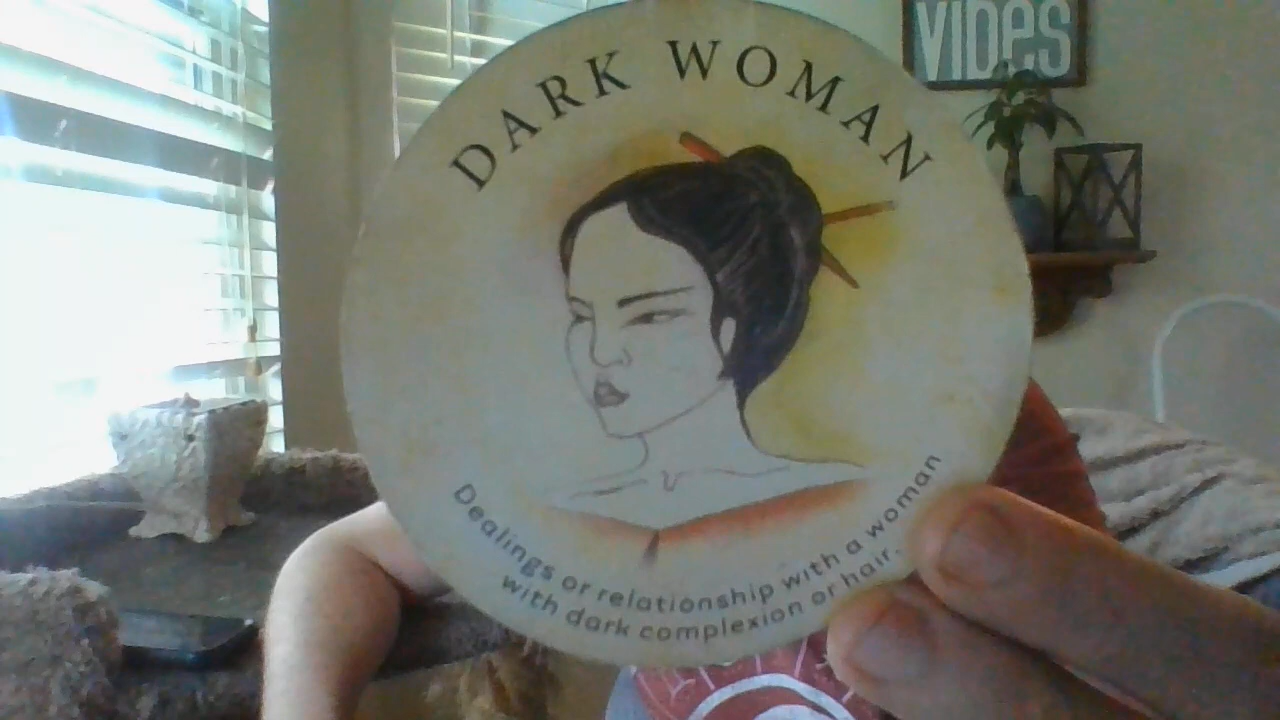 VIBES
DARK WOMAN
Dealings or relationship with a woman
with dark complexion or hair.